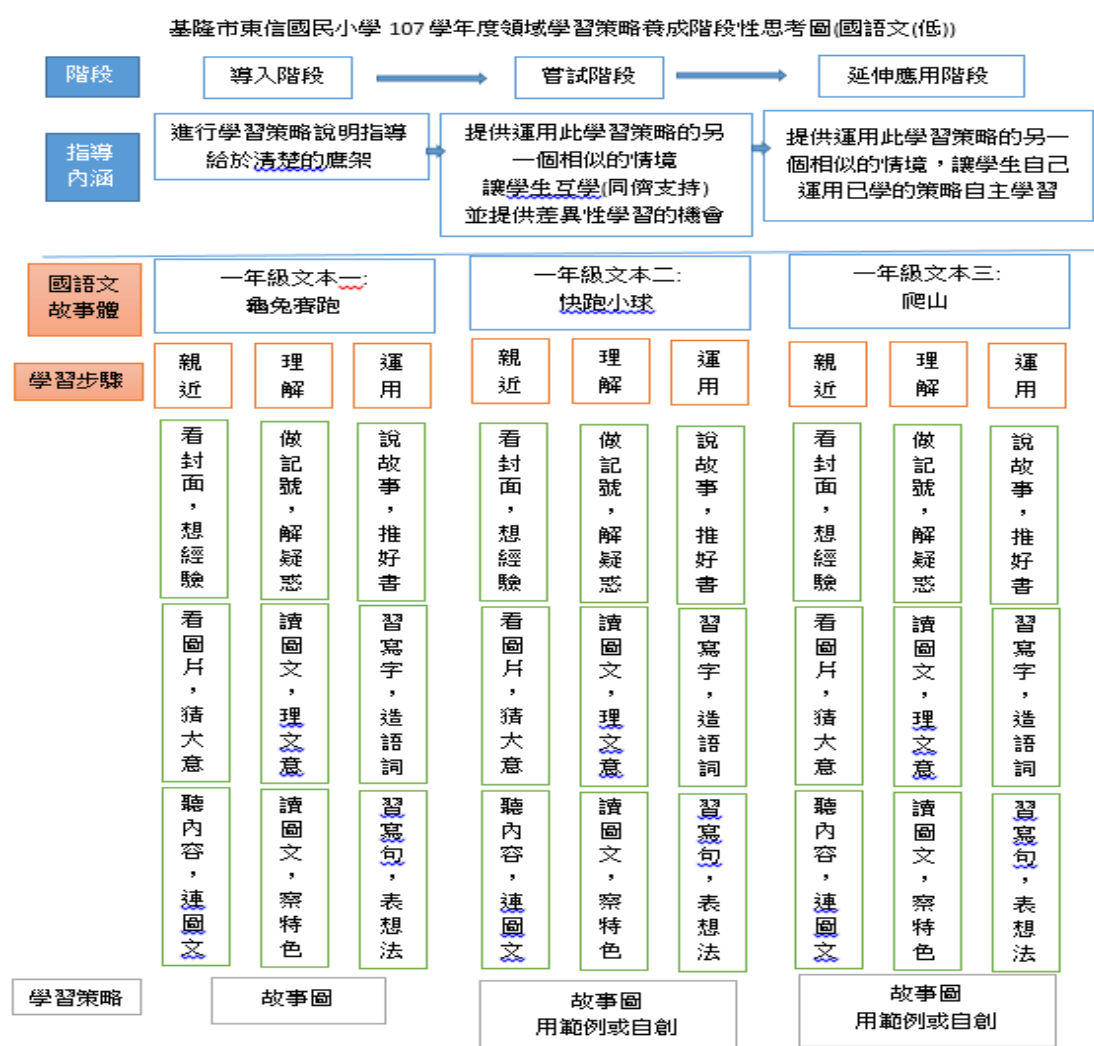 基隆市東信國民小學 107 學年度領域學習策略養成階段性思考圖(國語文(低))
階段
導入階段
嘗試階段
延伸應用階段
指導
內涵
進行學習策略說明指導
給於清楚的應架
提供運用此學習策略的另
一個相似的情境
讓學生互學(同儕支持)
並提供差異性學習的機會
提供運用此學習策略的另一
個相似的情境，讓學生自己
運用已學的策略自主學習
國語文
故事體
一年級文本一:
龜兔賽跑
一年級文本二:
快跑小球
一年級文本三:
爬山
學習步驟
親近
理解
運用
親近
理解
運用
親近
理解
運用
看封面，想經驗
做記號，解疑惑
說故事，推好書
看封面，想經驗
做記號，解疑惑
說故事，推好書
看封面，想經驗
做記號，解疑惑
說故事，推好書
看圖片，猜大意
讀圖文，理文意
習寫字，造語詞
看圖片，猜大意
讀圖文，理文意
習寫字，造語詞
看圖片，猜大意
讀圖文，理文意
習寫字，造語詞
聽內容，連圖文
讀圖文，察特色
習寫句，表想法
聽內容，連圖文
讀圖文，察特色
習寫句，表想法
聽內容，連圖文
讀圖文，察特色
習寫句，表想法
學習策略
故事圖
故事圖
用範例或自創
故事圖
用範例或自創